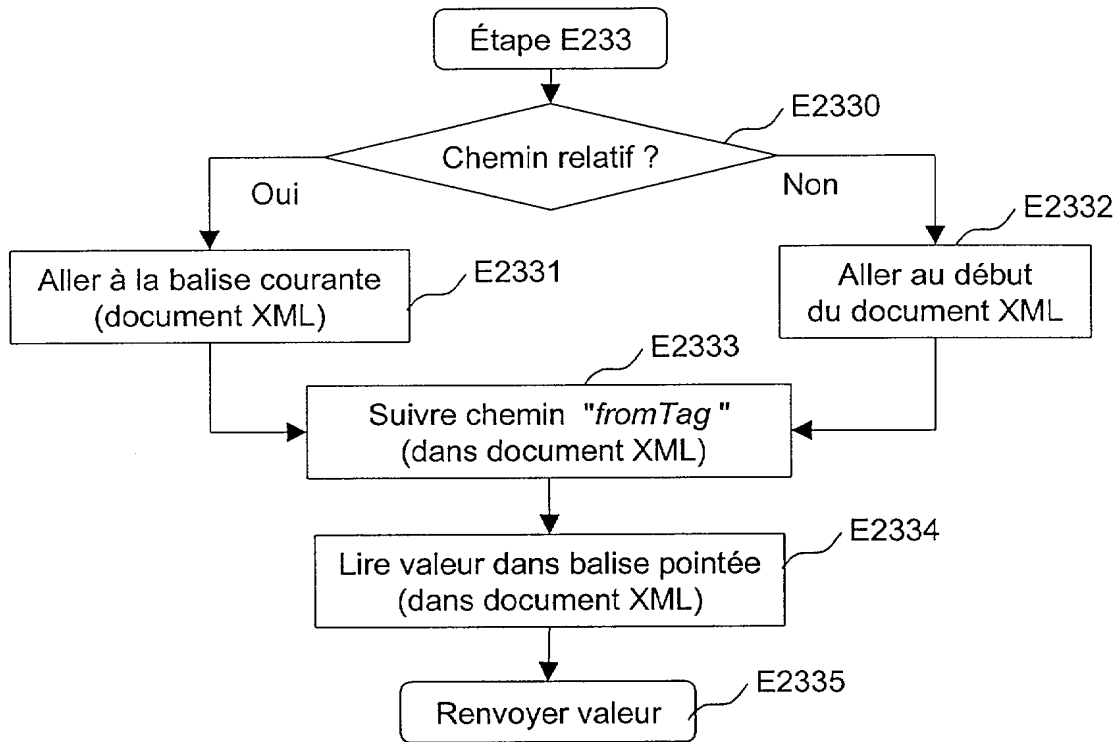 Étape E233
E2330
Chemin relatif ?
Oui
Non
E2332
Aller à la balise courante
(document XML)
E2331
Aller au début
du document XML
E2333
Suivre chemin "fromTag "
(dans document XML)
E2334
Lire valeur dans balise pointée
(dans document XML)
E2335
Renvoyer valeur